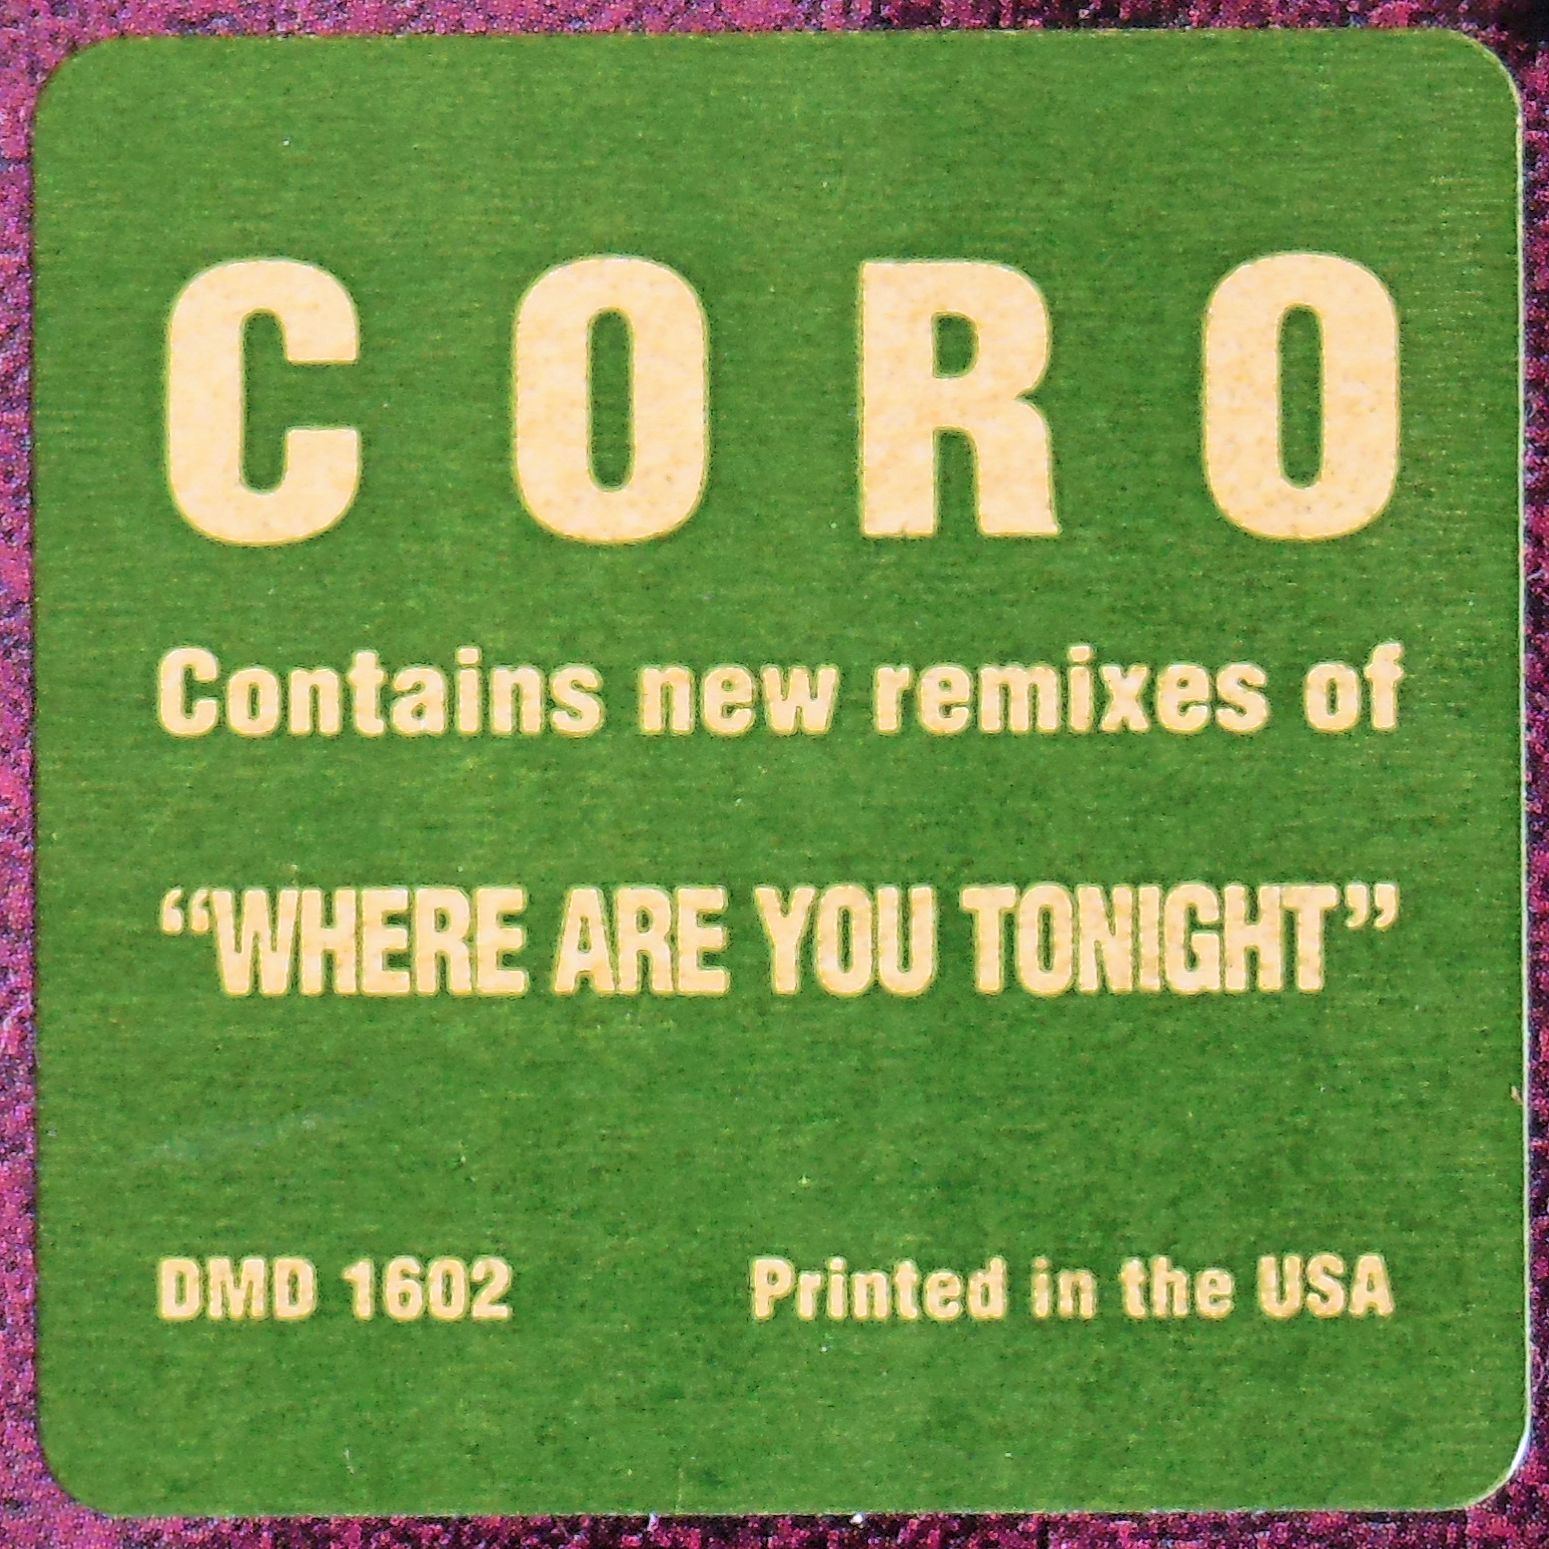 CORO
Contains new remixes of
“WHERE ARE YOU TONIGHT”
DMD 1602 Printed in the USA